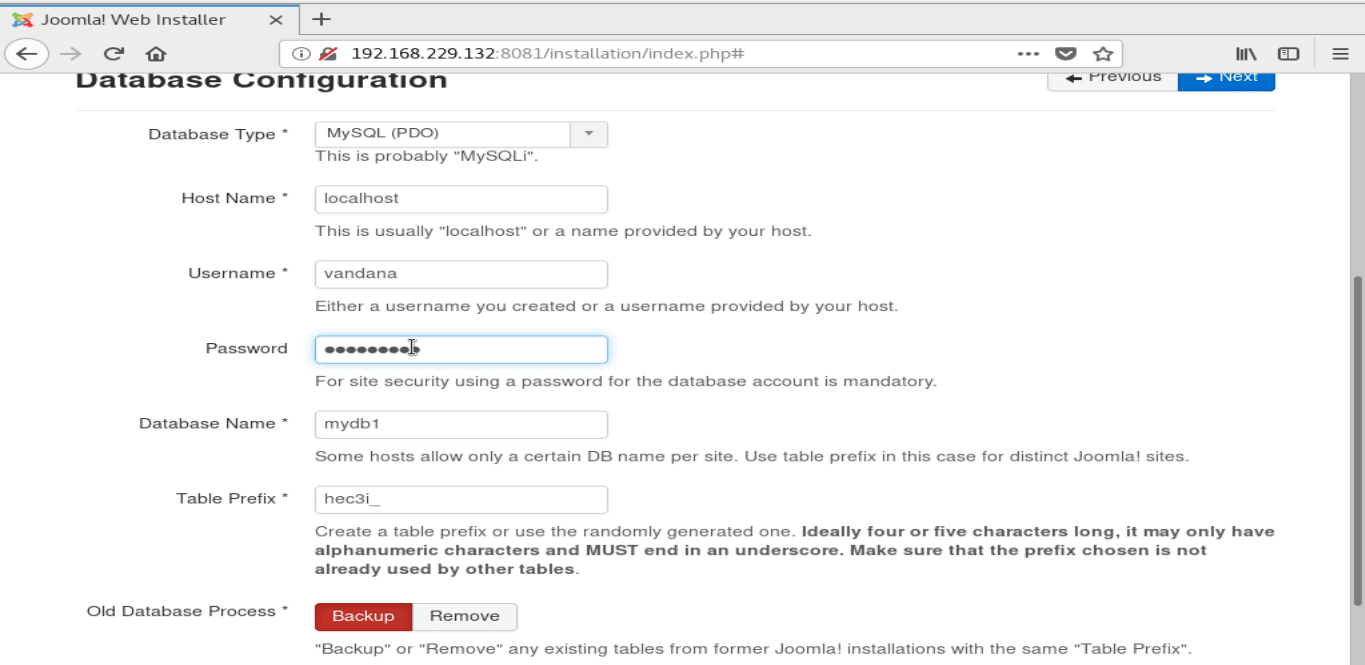 Joomla! Web Installer
192.168.229.132:8081/installation/index.php#
Database Configuration
Previous
Next
Database Type *
MySQL (PDO)
This is probably "MySQLi".
Host Name *
localhost
This is usually "localhost" or a name provided by your host.
Username *
vandana
Either a username you created or a username provided by your host.
Password
For site security using a password for the database account is mandatory.
Database Name *
mydb1
Some hosts allow only a certain DB name per site. Use table prefix in this case for distinct Joomla! sites.
Table Prefix *
hec3i_
Create a table prefix or use the randomly generated one. Ideally four or five characters long, it may only have
alphanumeric characters and MUST end in an underscore. Make sure that the prefix chosen is not
already used by other tables.
Old Database Process *
Backup
Remove
"Backup" or "Remove" any existing tables from former Joomla! installations with the same "Table Prefix".